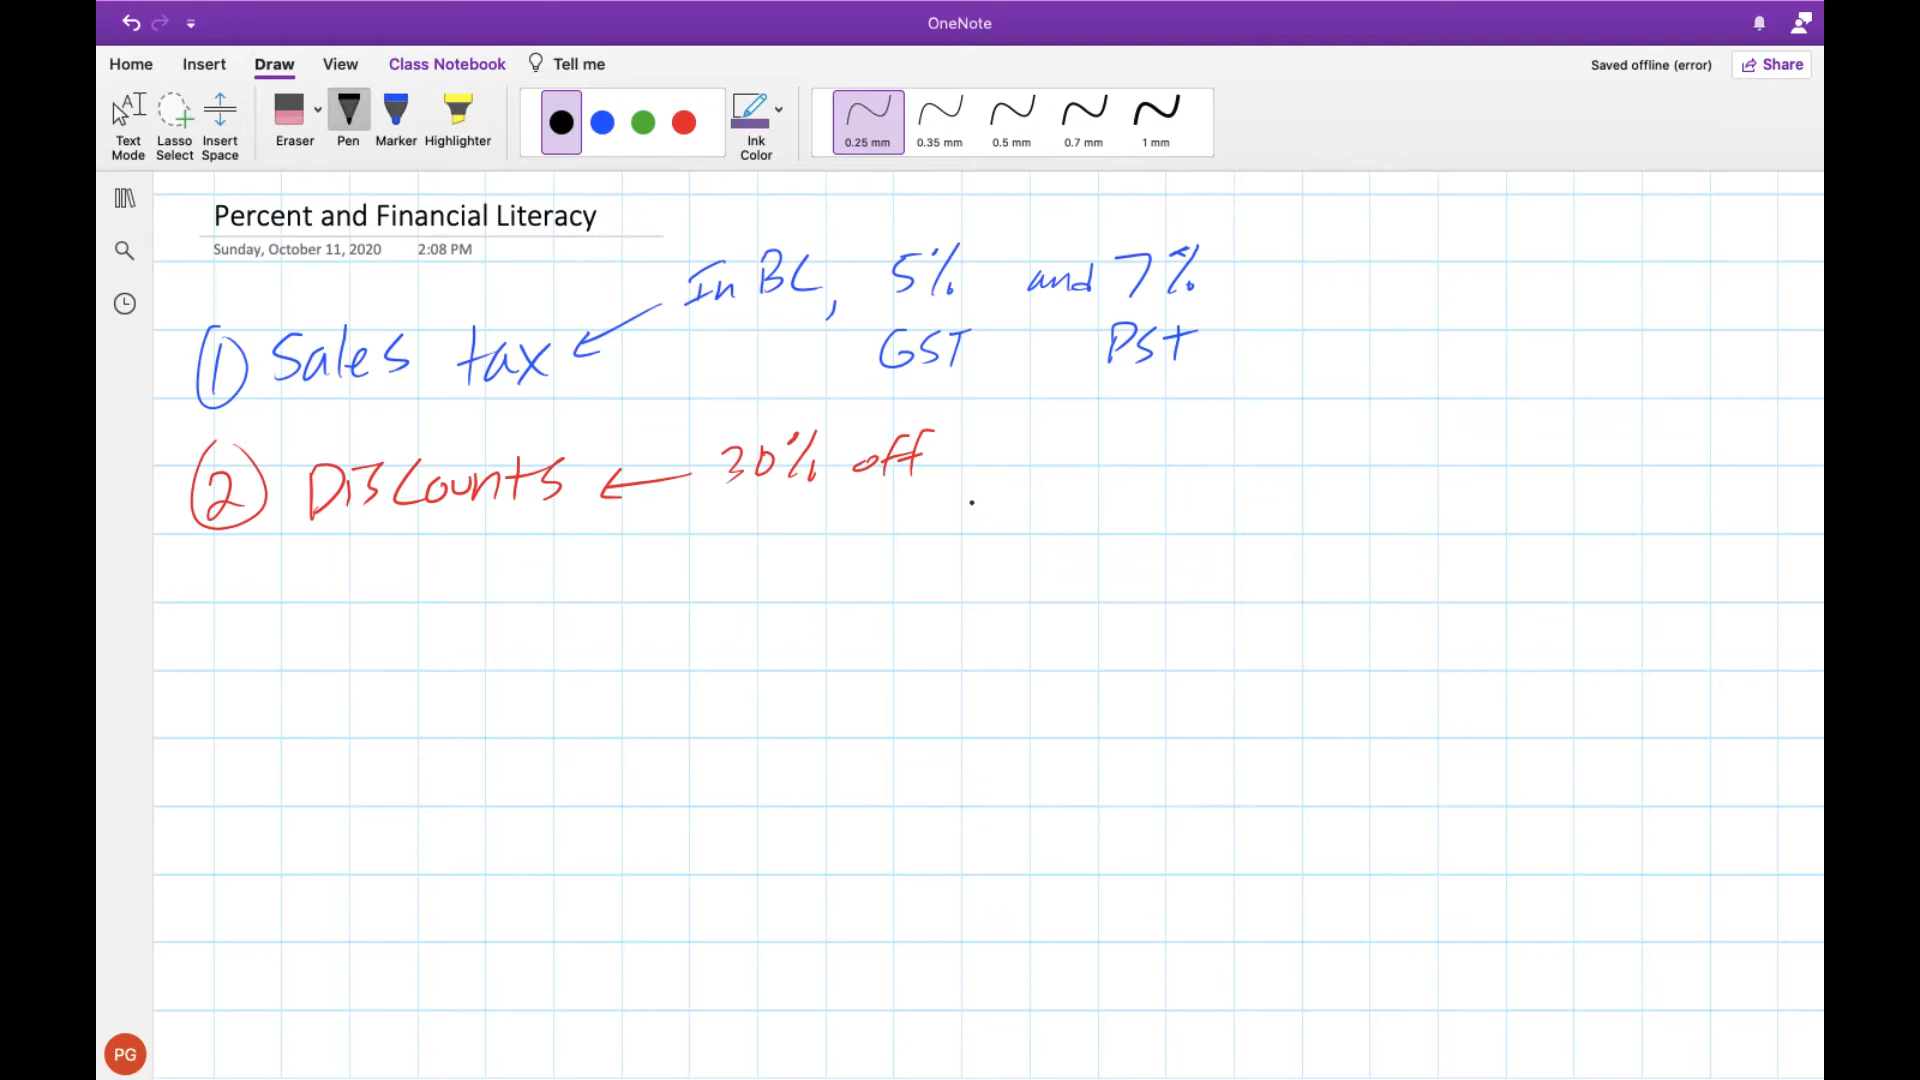 OneNote
Home Insert Draw View Class Notebook Tell me Saved offline (error) Share
Text Mode Lasso Select Insert Space Eraser Pen Marker Highlighter Ink Color 0.25 mm 0.35 mm 0.5 mm 0.7 mm 1 mm
Percent and Financial Literacy
Sunday, October 11, 2020 2:08 PM
In BC, 5% and 7%
GST PST
① Sales tax
② Discounts ← 30% off
PG